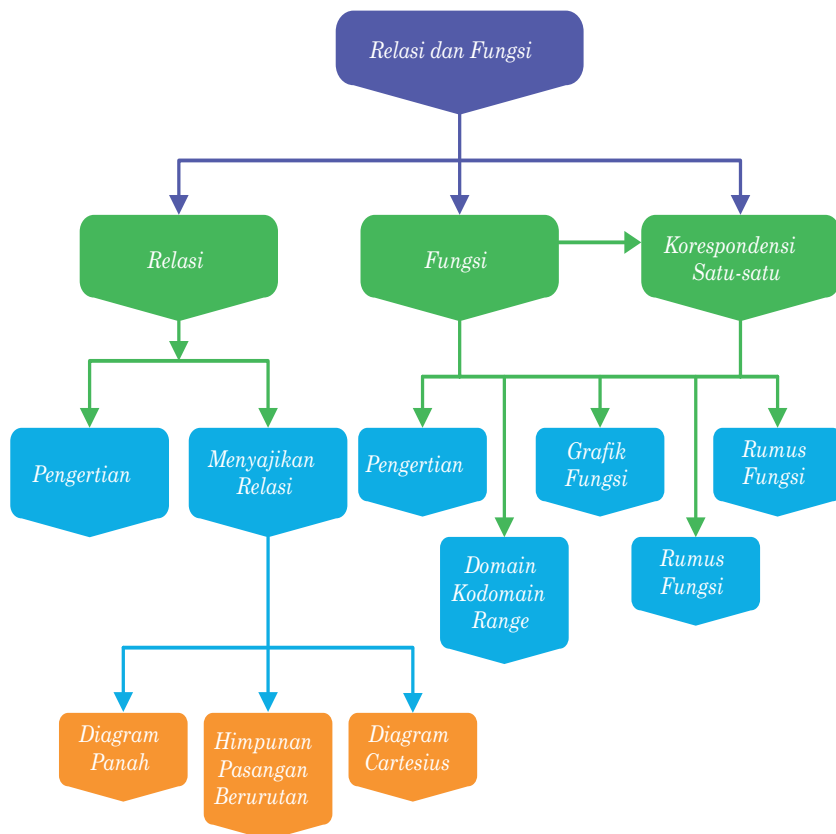 Relasi dan Fungsi
Relasi
Fungsi
Korespondensi
Satu-satu
Pengertian
Menyajikan
Relasi
Pengertian
Grafik
Fungsi
Rumus
Fungsi
Domain
Kodomain
Range
Rumus
Fungsi
Diagram
Panah
Himpunan
Pasangan
Berurutan
Diagram
Cartesius